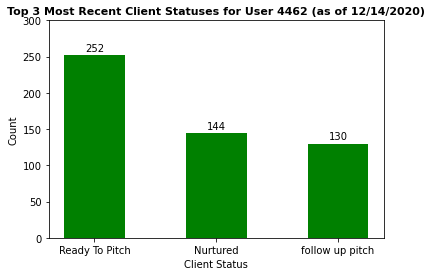 Top 3 Most Recent Client Statuses for User 4462 (as of 12/14/2020)
300
250
200
150
100
50
0
Count
252
144
130
Ready To Pitch
Nurtured
follow up pitch
Client Status